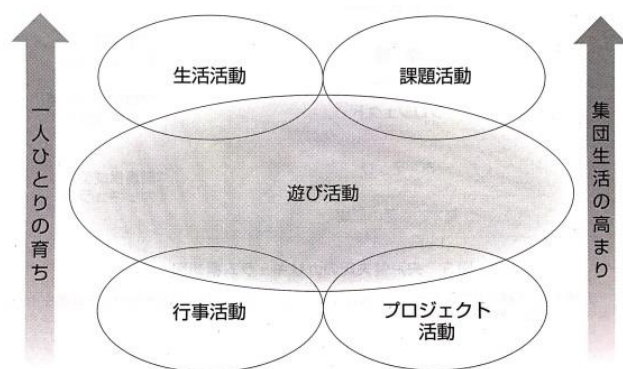 生活活動
課題活動
一人ひとりの育ち
遊び活動
集団生活の高まり
行事活動
プロジェクト
活動